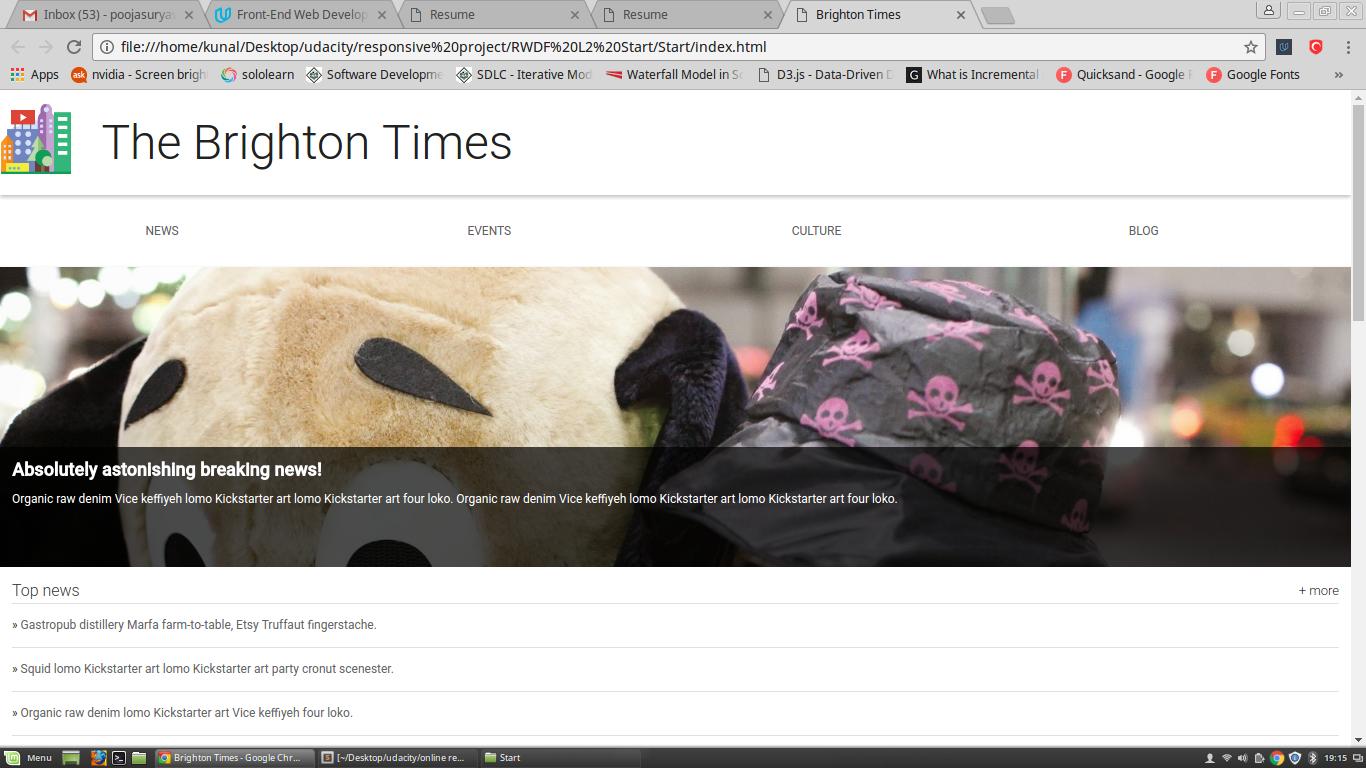 Inbox (53) - poojasurya
Front-End Web Develop
Resume
Resume
Brighton Times
file:///home/kunal/Desktop/udacity/responsive%20project/RWDF%20L2%20Start/Start/index.html
Apps
ask nvidia - Screen brigh
sololearn
Software Developme
SDLC - Iterative Mod
Waterfall Model in S
D3.js - Data-Driven D
G What is Incremental
F Quicksand - Google F
F Google Fonts
»
The Brighton Times
NEWS
EVENTS
CULTURE
BLOG
Absolutely astonishing breaking news!
Organic raw denim Vice keffiyeh lomo Kickstarter art lomo Kickstarter art four loko. Organic raw denim Vice keffiyeh lomo Kickstarter art lomo Kickstarter art four loko.
Top news
+ more
» Gastropub distillery Marfa farm-to-table, Etsy Truffaut fingerstache.
» Squid lomo Kickstarter art lomo Kickstarter art party cronut scenester.
» Organic raw denim lomo Kickstarter art Vice keffiyeh four loko.
Menu
Brighton Times - Google Chr...
[~/Desktop/udacity/online re...
Start
19:15